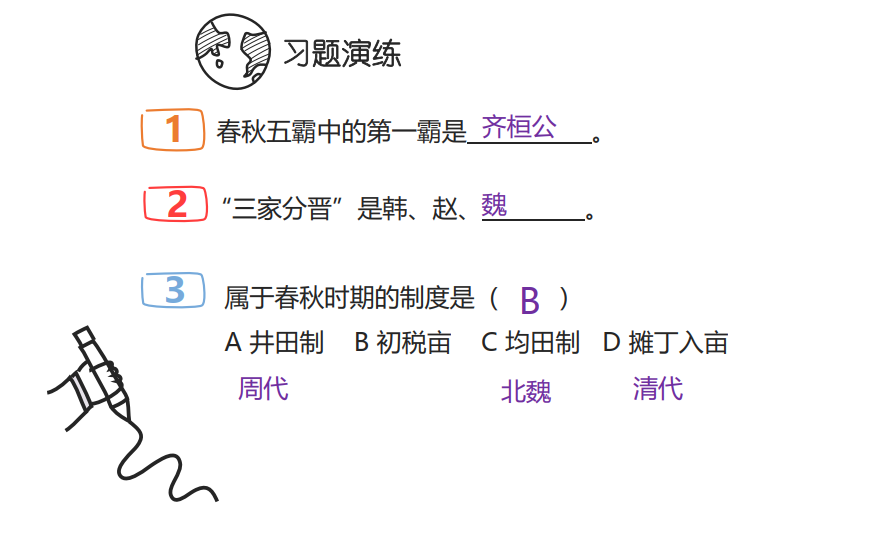 习题演练
1 春秋五霸中的第一霸是 齐桓公 。
2 “三家分晋”是韩、赵、魏 。
3 属于春秋时期的制度是（ B ）
A 井田制 B 初税亩 C 均田制 D 摊丁入亩
周代 北魏 清代